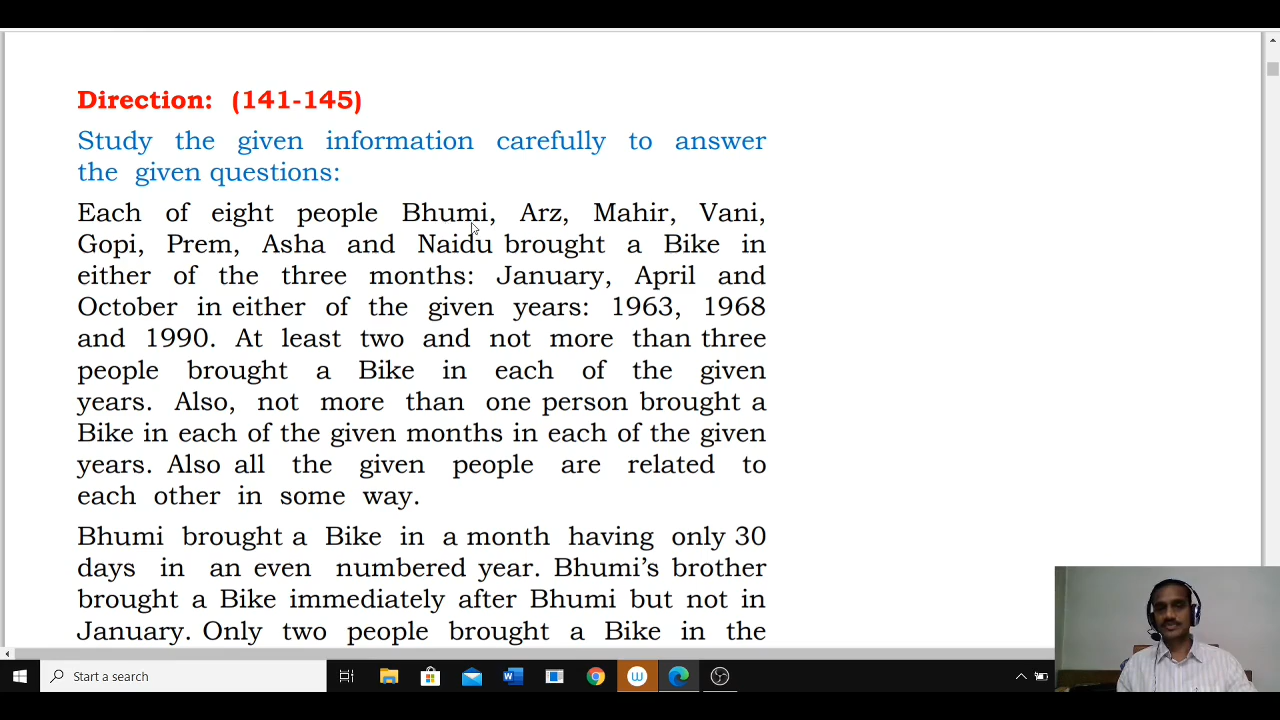 Direction: (141-145)
Study the given information carefully to answer
the given questions:
Each of eight people Bhumi, Arz, Mahir, Vani,
Gopi, Prem, Asha and Naidu brought a Bike in
either of the three months: January, April and
October in either of the given years: 1963, 1968
and 1990. At least two and not more than three
people brought a Bike in each of the given
years. Also, not more than one person brought a
Bike in each of the given months in each of the given
years. Also all the given people are related to
each other in some way.
Bhumi brought a Bike in a month having only 30
days in an even numbered year. Bhumi's brother
brought a Bike immediately after Bhumi but not in
January. Only two people brought a Bike in the
Start a search